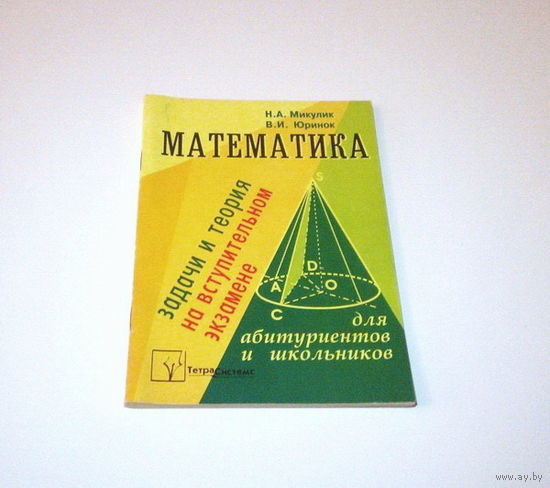 Н.А. Микулик
В.И. Юринок
МАТЕМАТИКА
задачи и теория
на вступительном
экзамене
S
D
A
O
C
для
абитуриентов
и школьников
ТетраСистемс
© www.ay.by